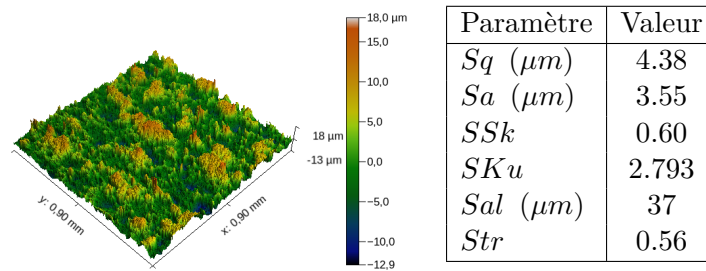 18,0 µm
15,0
10,0
5,0
0,0
−5,0
−10,0
−12,9
18 µm
-13 µm
y: 0,90 mm
x: 0,90 mm
Paramètre Valeur
Sq (µm) 4.38
Sa (µm) 3.55
SSk 0.60
SKu 2.793
Sal (µm) 37
Str 0.56